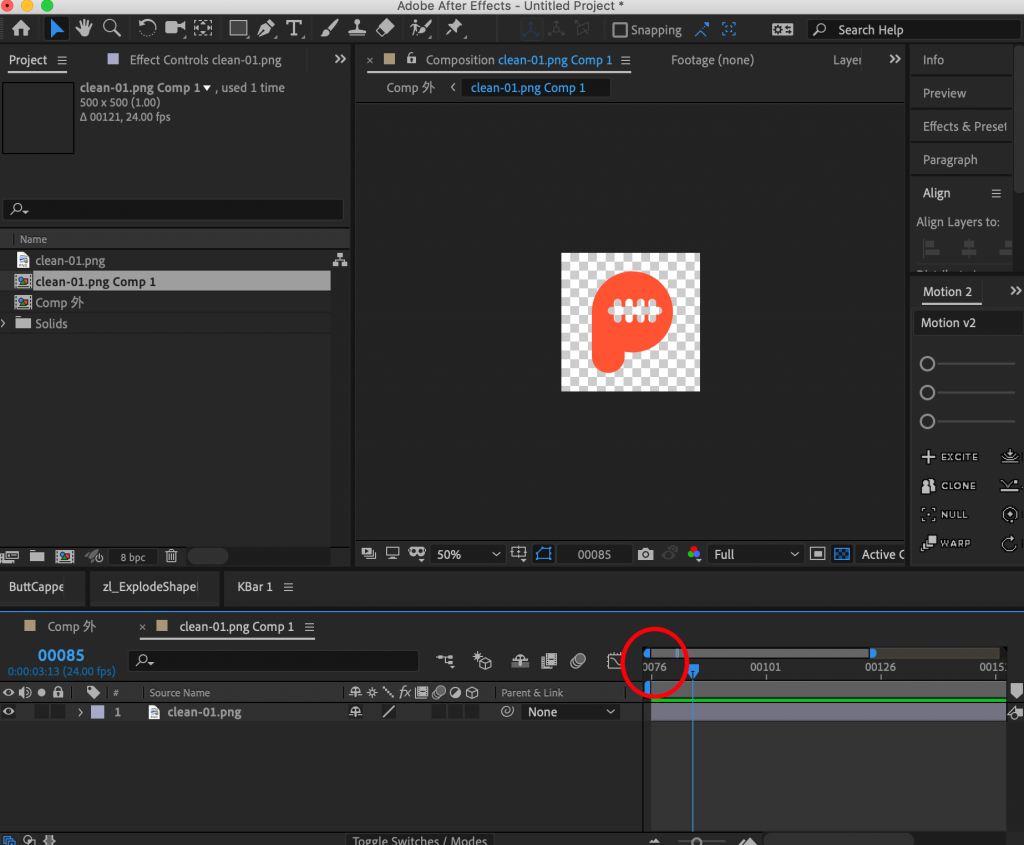 Adobe After Effects - Untitled Project *
Snapping
Search Help
Project
Effect Controls clean-01.png
Composition clean-01.png Comp 1
Footage (none)
Layer
Info
clean-01.png Comp 1 , used 1 time
500 x 500 (1.00)
Δ 00121, 24.00 fps
Comp 外
clean-01.png Comp 1
Preview
Effects & Preset
Paragraph
Align
Align Layers to:
Name
clean-01.png
clean-01.png Comp 1
Comp 外
Solids
Motion 2
Motion v2
EXCITE
CLONE
NULL
WARP
8 bpc
50%
00085
Full
Active C
ButtCappe
zl_ExplodeShape
KBar 1
Comp 外
clean-01.png Comp 1
00085
0:00:03:13 (24.00 fps)
0076
00101
00126
0015
#
Source Name
fx
Parent & Link
1
clean-01.png
None
Toggle Switches / Modes